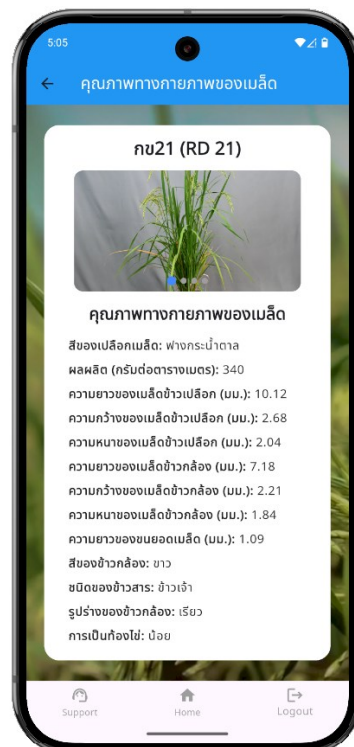 5:05
คุณภาพทางกายภาพของเมล็ด
กข21 (RD 21)
คุณภาพทางกายภาพของเมล็ด
สีของเปลือกเมล็ด: ฟางกระน้ำตาล
ผลผลิต (กรัมต่อตารางเมตร): 340
ความยาวของเมล็ดข้าวเปลือก (มม.): 10.12
ความกว้างของเมล็ดข้าวเปลือก (มม.): 2.68
ความหนาของเมล็ดข้าวเปลือก (มม.): 2.04
ความยาวของเมล็ดข้าวกล้อง (มม.): 7.18
ความกว้างของเมล็ดข้าวกล้อง (มม.): 2.21
ความหนาของเมล็ดข้าวกล้อง (มม.): 1.84
ความยาวของขนยอดเมล็ด (มม.): 1.09
สีของข้าวกล้อง: ขาว
ชนิดของข้าวสาร: ข้าวเจ้า
รูปร่างของข้าวกล้อง: เรียว
การเป็นท้องไข่: น้อย
Support Home Logout